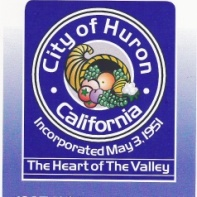 City of Huron
California
Incorporated May 3, 1951
The Heart of The Valley